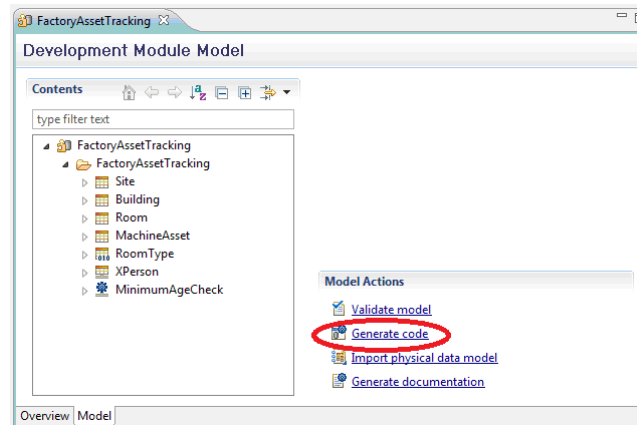 FactoryAssetTracking
Development Module Model
Contents
type filter text
FactoryAssetTracking
FactoryAssetTracking
Site
Building
Room
MachineAsset
RoomType
XPerson
MinimumAgeCheck
Model Actions
Validate model
Generate code
Import physical data model
Generate documentation
Overview Model